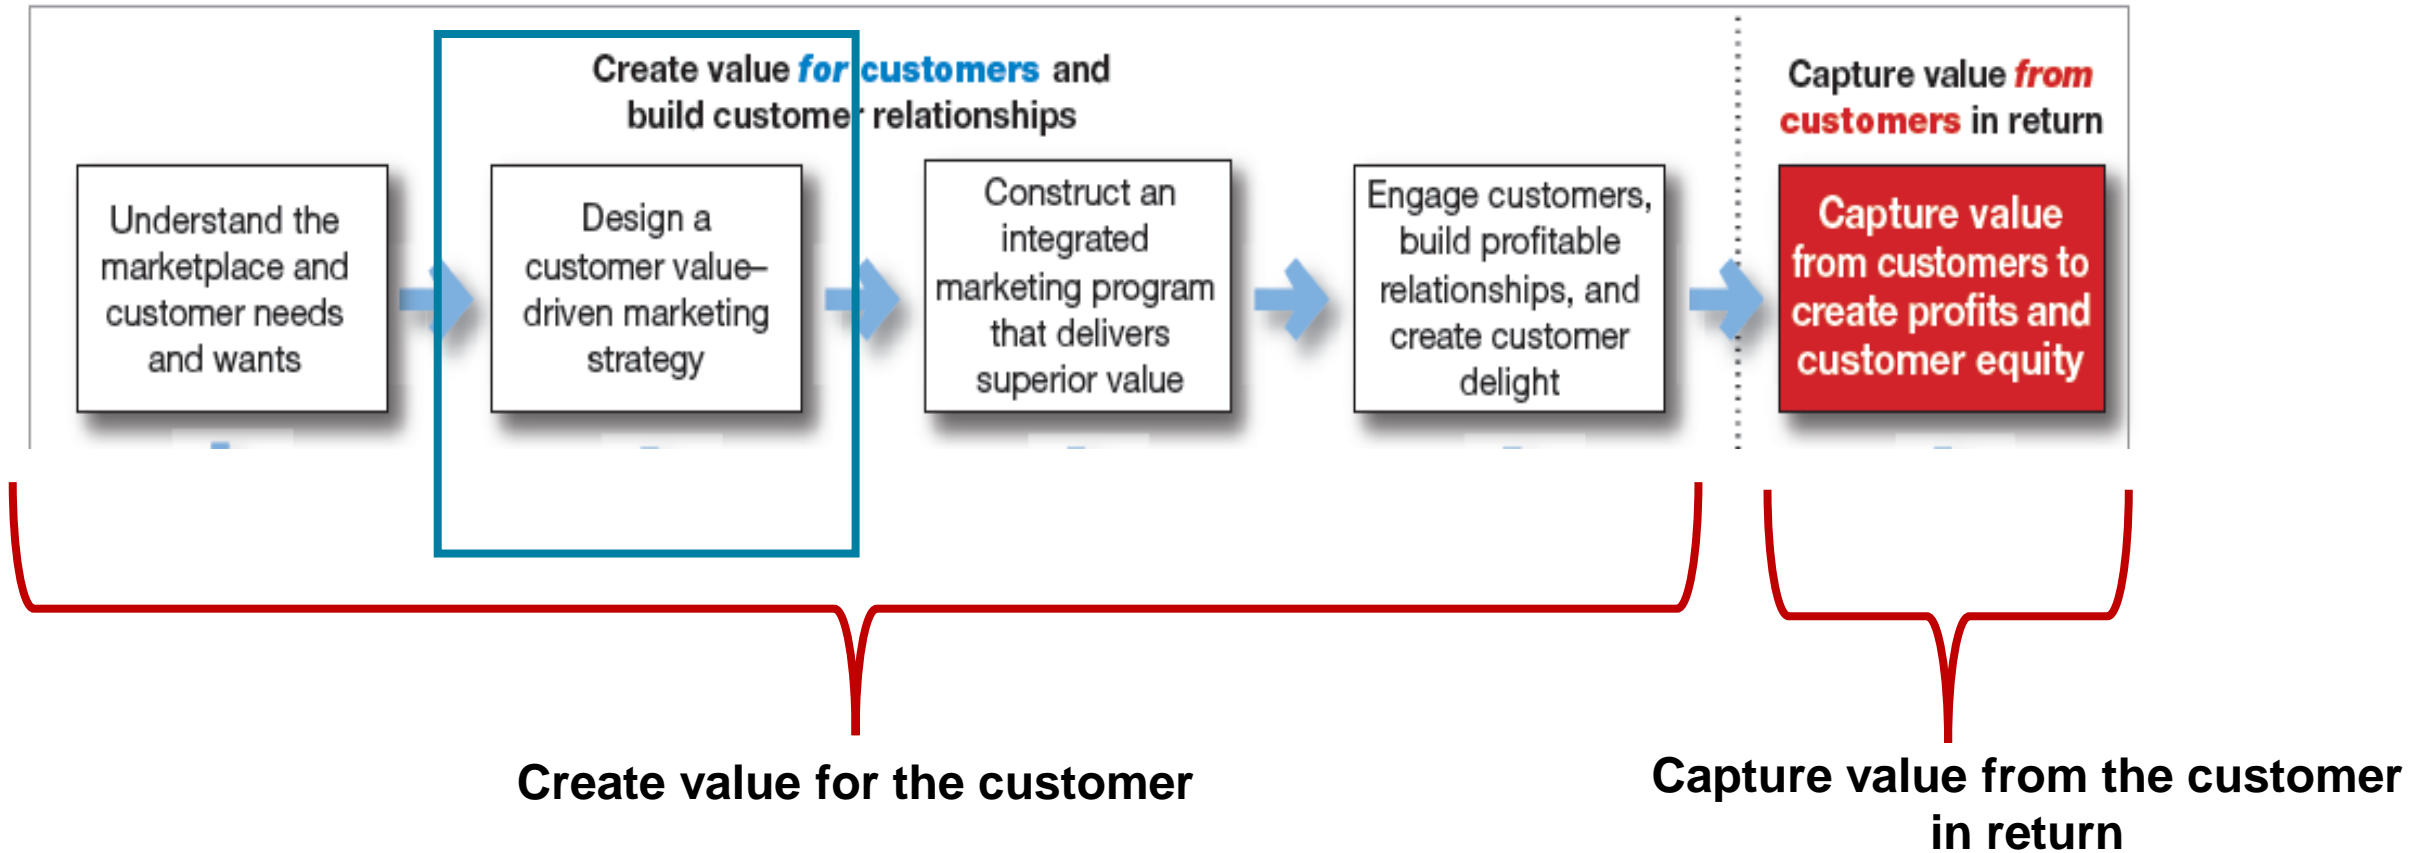 Create value for customers and
build customer relationships
Capture value from
customers in return
Understand the
marketplace and
customer needs
and wants
Design a
customer value–
driven marketing
strategy
Construct an
integrated
marketing program
that delivers
superior value
Engage customers,
build profitable
relationships, and
create customer
delight
Capture value
from customers to
create profits and
customer equity
Create value for the customer
Capture value from the customer
in return